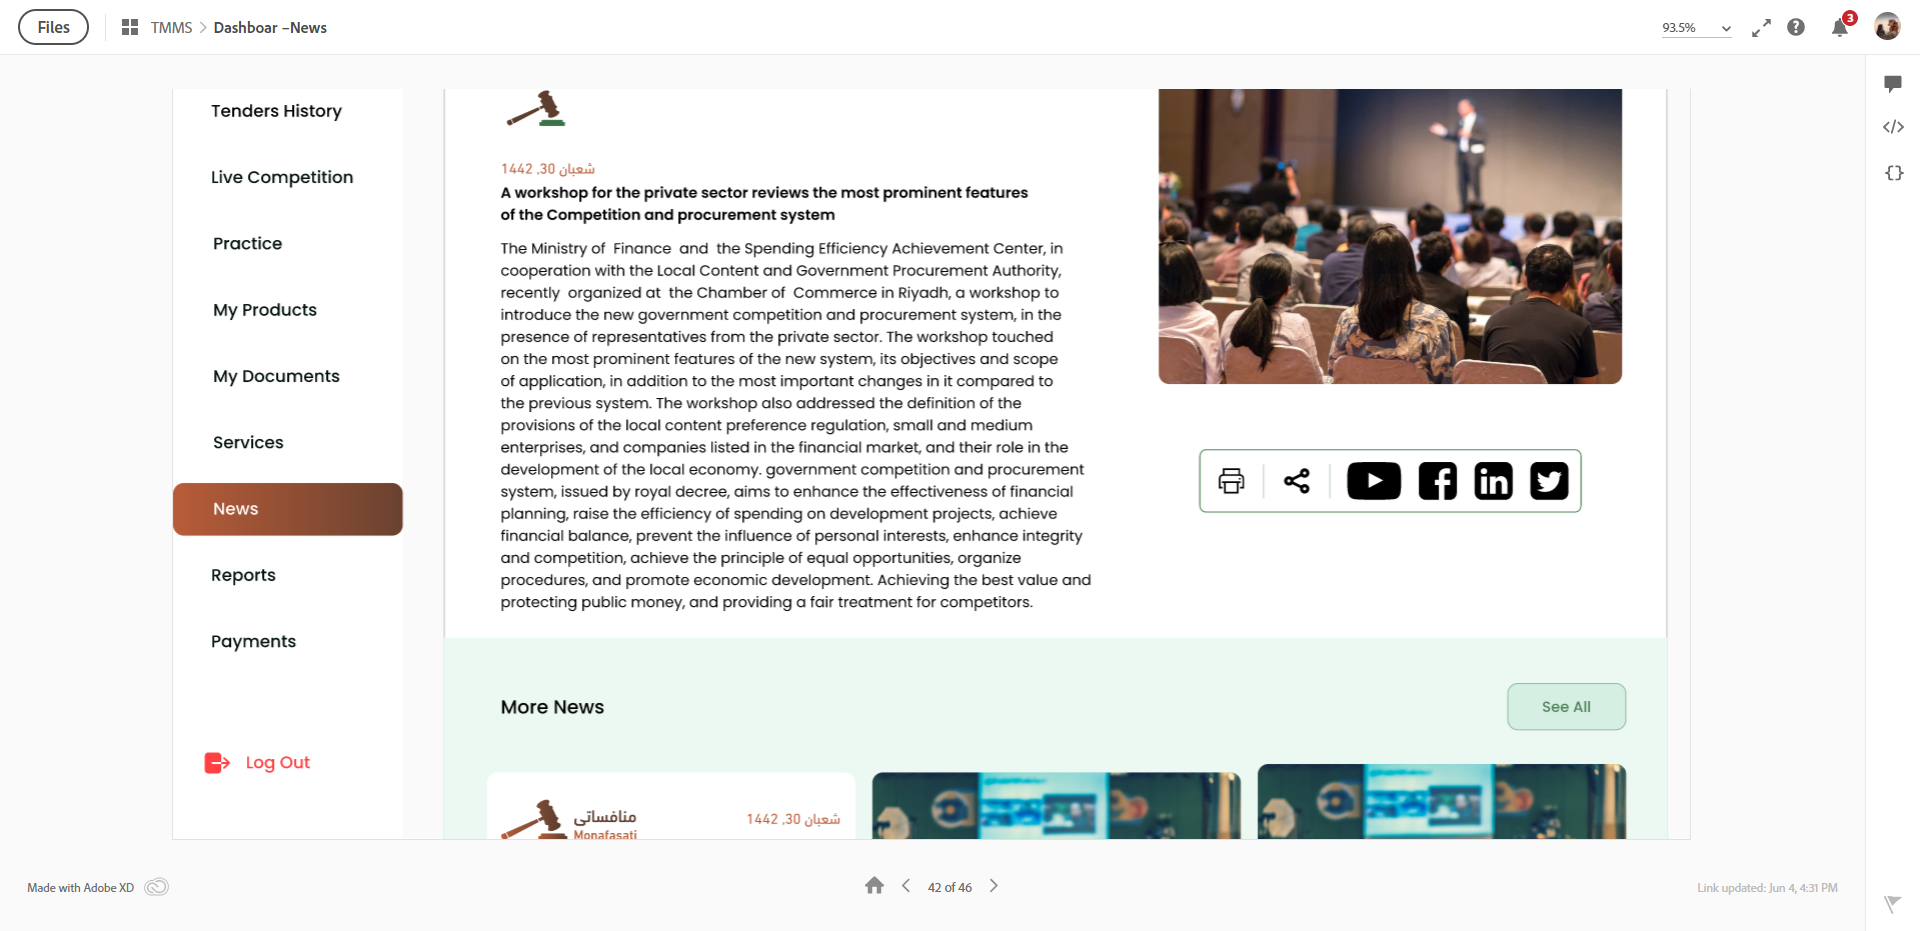 Files
TMMS > Dashboar –News
93.5%
3
Tenders History
Live Competition
Practice
My Products
My Documents
Services
News
Reports
Payments
Log Out
شعبان 30, 1442
A workshop for the private sector reviews the most prominent features
of the Competition and procurement system
The Ministry of Finance and the Spending Efficiency Achievement Center, in
cooperation with the Local Content and Government Procurement Authority,
recently organized at the Chamber of Commerce in Riyadh, a workshop to
introduce the new government competition and procurement system, in the
presence of representatives from the private sector. The workshop touched
on the most prominent features of the new system, its objectives and scope
of application, in addition to the most important changes in it compared to
the previous system. The workshop also addressed the definition of the
provisions of the local content preference regulation, small and medium
enterprises, and companies listed in the financial market, and their role in the
development of the local economy. government competition and procurement
system, issued by royal decree, aims to enhance the effectiveness of financial
planning, raise the efficiency of spending on development projects, achieve
financial balance, prevent the influence of personal interests, enhance integrity
and competition, achieve the principle of equal opportunities, organize
procedures, and promote economic development. Achieving the best value and
protecting public money, and providing a fair treatment for competitors.
More News
See All
منافساتى
Monafasati
شعبان 30, 1442
Made with Adobe XD
42 of 46
Link updated: Jun 4, 4:31 PM